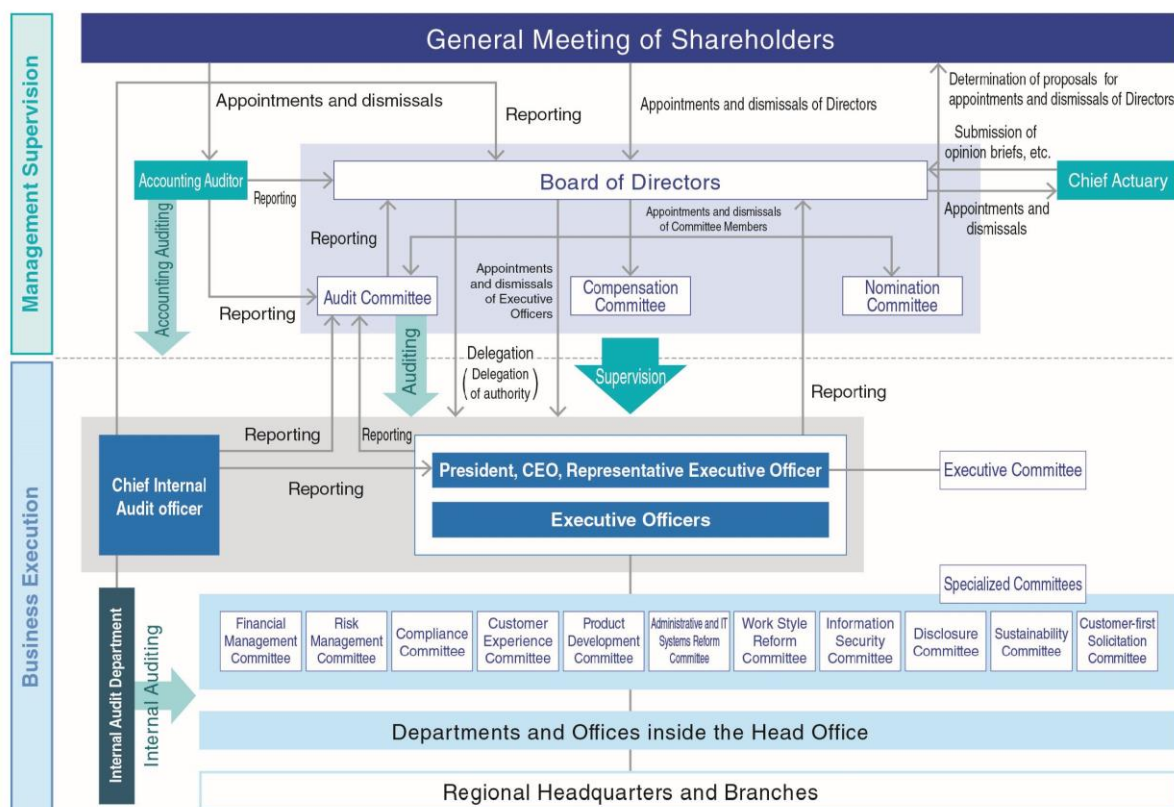 General Meeting of Shareholders
Management Supervision
Appointments and dismissals
Reporting
Appointments and dismissals of Directors
Determination of proposals for
appointments and dismissals of Directors
Submission of
opinion briefs, etc.
Accounting Auditor
Reporting
Board of Directors
Chief Actuary
Appointments and
dismissals
Accounting Auditing
Reporting
Appointments and dismissals
of Committee Members
Appointments
and dismissals
of Executive
Officers
Audit Committee
Compensation
Committee
Nomination
Committee
Reporting
Auditing
Delegation
(Delegation
of authority)
Supervision
Reporting
Business Execution
Reporting
Reporting
Chief Internal
Audit officer
Reporting
President, CEO, Representative Executive Officer
Executive Officers
Executive Committee
Specialized Committees
Internal Audit Department
Internal Auditing
Financial
Management
Committee
Risk
Management
Committee
Compliance
Committee
Customer
Experience
Committee
Product
Development
Committee
Administrative and IT
Systems Reform
Committee
Work Style
Reform
Committee
Information
Security
Committee
Disclosure
Committee
Sustainability
Committee
Customer-first
Solicitation
Committee
Departments and Offices inside the Head Office
Regional Headquarters and Branches